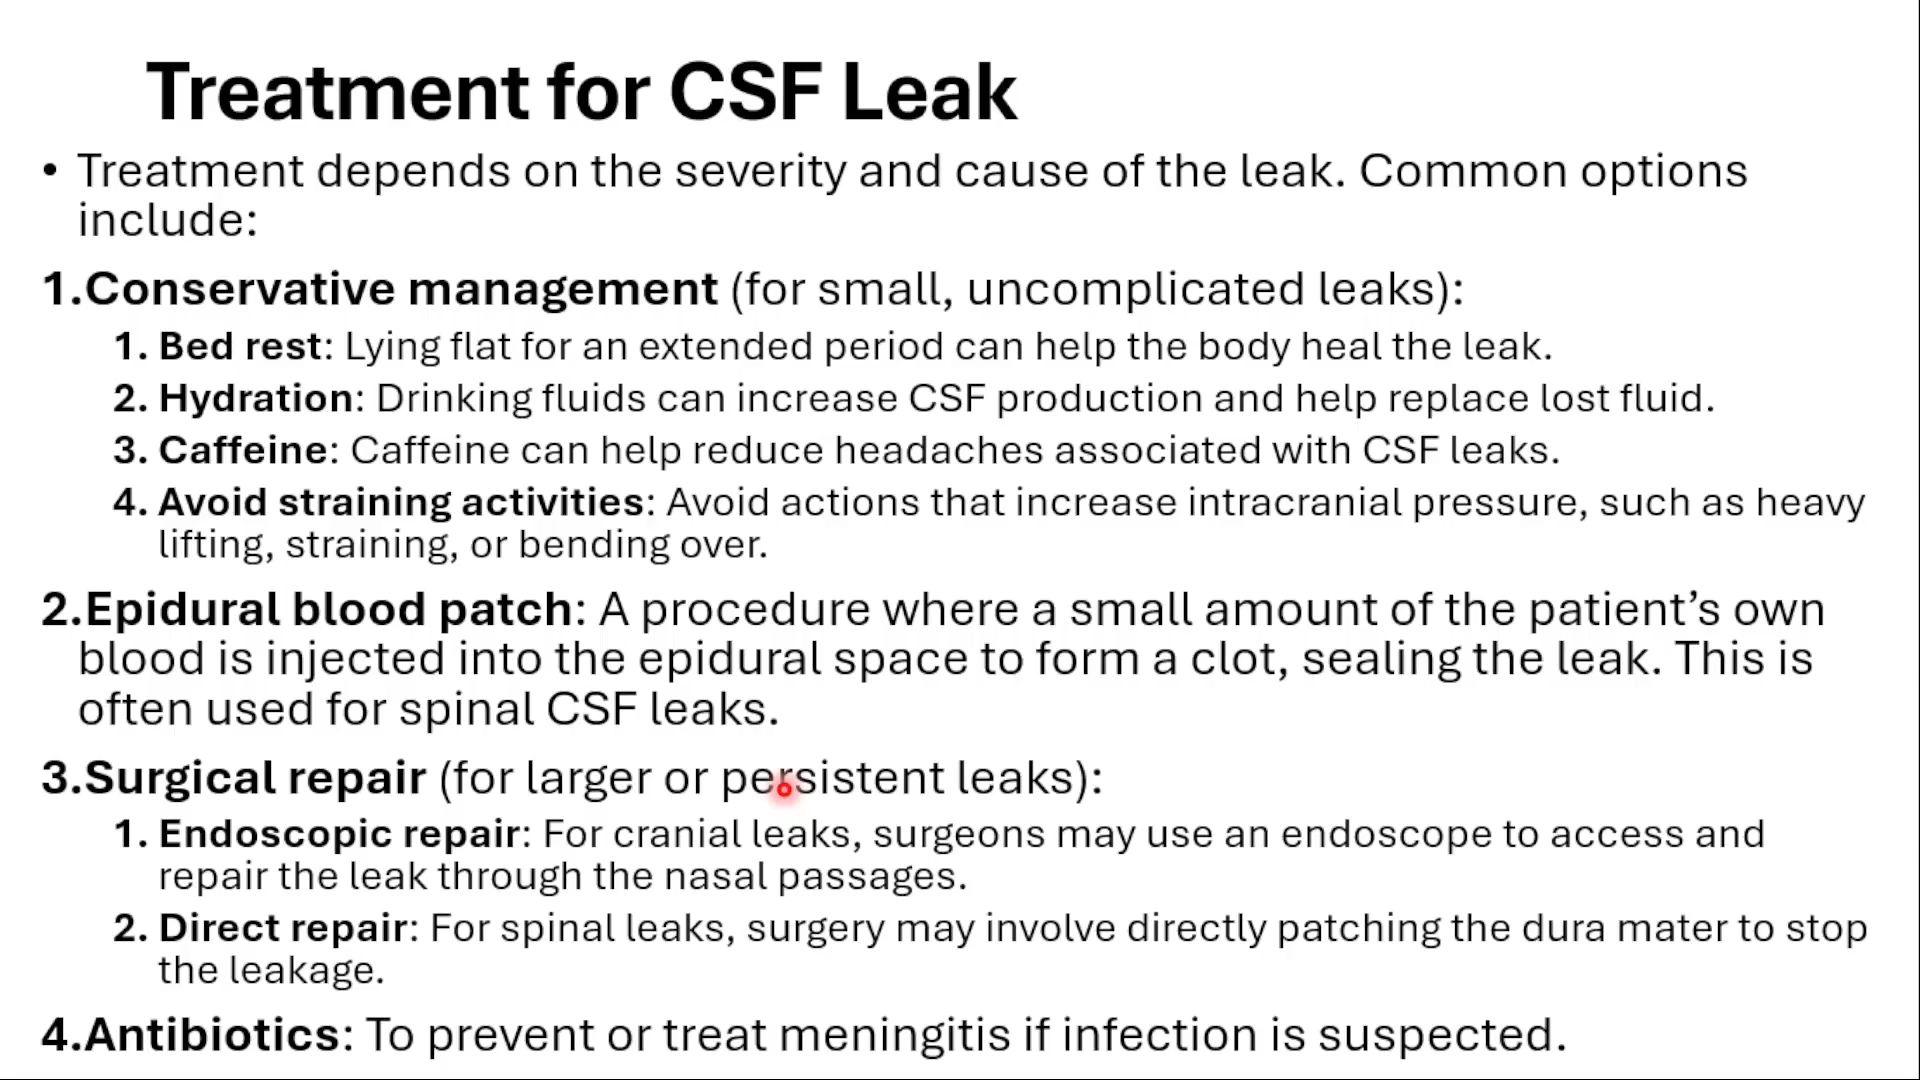 Treatment for CSF Leak
• Treatment depends on the severity and cause of the leak. Common options
include:
1.Conservative management (for small, uncomplicated leaks):
1. Bed rest: Lying flat for an extended period can help the body heal the leak.
2. Hydration: Drinking fluids can increase CSF production and help replace lost fluid.
3. Caffeine: Caffeine can help reduce headaches associated with CSF leaks.
4. Avoid straining activities: Avoid actions that increase intracranial pressure, such as heavy
lifting, straining, or bending over.
2.Epidural blood patch: A procedure where a small amount of the patient’s own
blood is injected into the epidural space to form a clot, sealing the leak. This is
often used for spinal CSF leaks.
3.Surgical repair (for larger or persistent leaks):
1. Endoscopic repair: For cranial leaks, surgeons may use an endoscope to access and
repair the leak through the nasal passages.
2. Direct repair: For spinal leaks, surgery may involve directly patching the dura mater to stop
the leakage.
4.Antibiotics: To prevent or treat meningitis if infection is suspected.